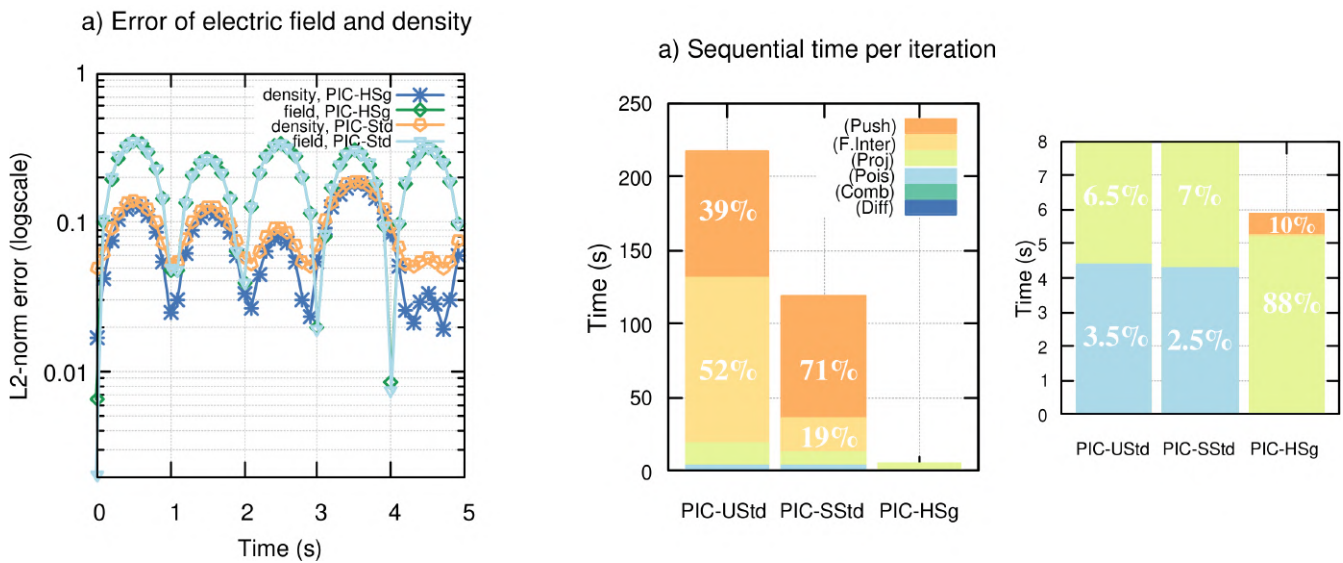 a) Error of electric field and density
1
0.1
0.01
L2-norm error (logscale)
density, PIC-HSg
field, PIC-HSg
density, PIC-Std
field, PIC-Std
0 1 2 3 4 5
Time (s)
a) Sequential time per iteration
250
200
150
100
50
0
Time (s)
(Push)
(F.Inter)
(Proj)
(Pois)
(Comb)
(Diff)
39%
52%
71%
19%
PIC-UStd PIC-SStd PIC-HSg
8
7
6
5
4
3
2
1
0
Time (s)
6.5% 7% 10%
88%
3.5% 2.5%
PIC-UStd PIC-SStd PIC-HSg